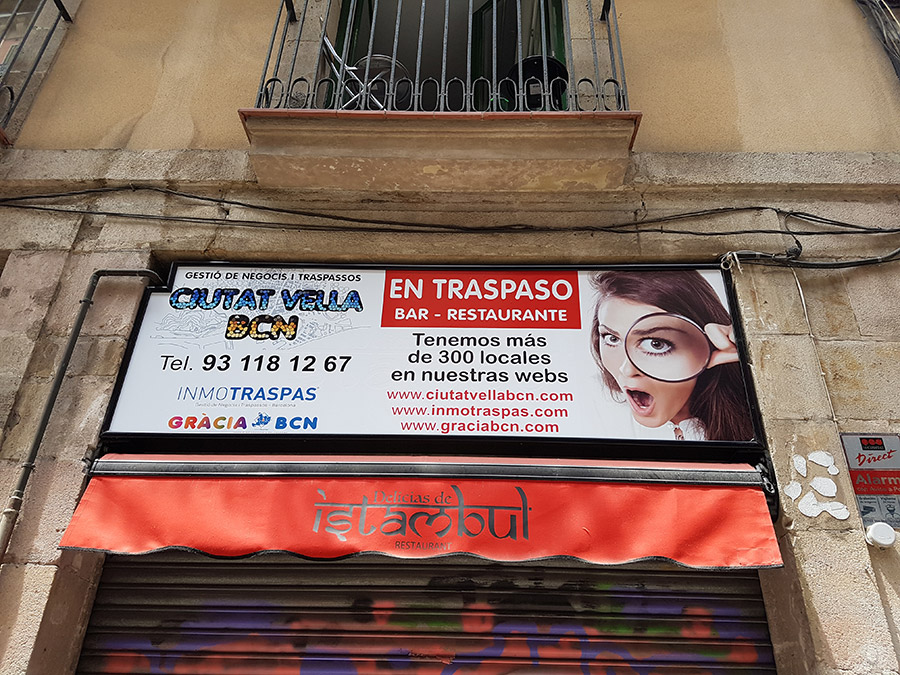 GESTIÓ DE NEGOCIS I TRASPASSOS
CIUTAT VELLA
BCN
Tel. 93 118 12 67
INMOTRASPAS
GRÀCIA BCN
EN TRASPASO
BAR - RESTAURANTE
Tenemos más
de 300 locales
en nuestras webs
www.ciutatvellabcn.com
www.inmotraspas.com
www.graciabcn.com
Delicias de
istambul
RESTAURANT
Direct
Alarm